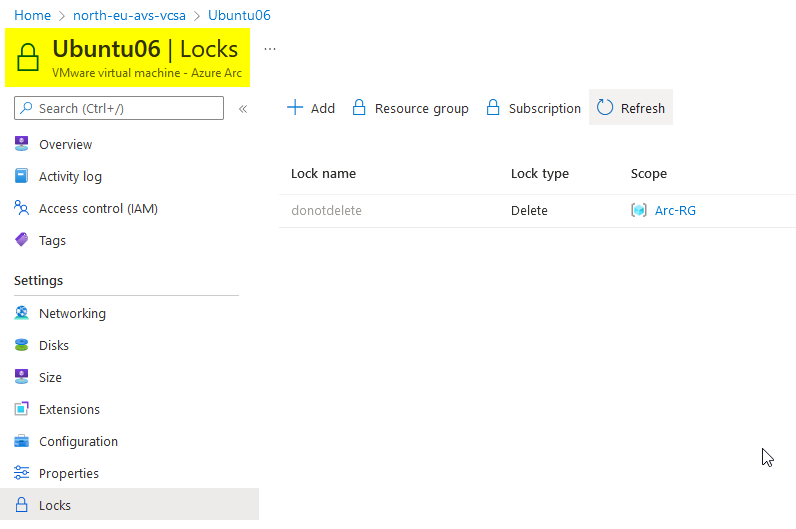 Home > north-eu-avs-vcsa > Ubuntu06
Ubuntu06 | Locks ...
VMware virtual machine - Azure Arc
Search (Ctrl+/) «
Add Resource group Subscription Refresh
Overview
Activity log
Access control (IAM)
Tags
Settings
Networking
Disks
Size
Extensions
Configuration
Properties
Locks
Lock name Lock type Scope
donotdelete Delete Arc-RG